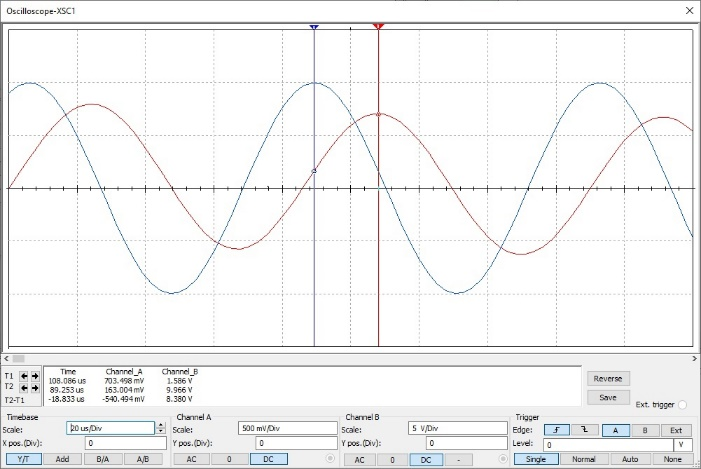 Oscilloscope-XSC1
T1
T2
T2-T1
Time Channel_A Channel_B
108.086 us 703.498 mV 1.586 V
89.253 us 163.004 mV 9.966 V
-18.833 us -540.494 mV 8.380 V
Reverse
Save
Ext. trigger
Timebase
Scale: 20 us/Div
X pos.(Div): 0
Y/T Add B/A A/B
Channel A
Scale: 500 mV/Div
Y pos.(Div): 0
AC 0 DC
Channel B
Scale: 5 V/Div
Y pos.(Div): 0
AC 0 DC -
Trigger
Edge: A B Ext
Level: 0 V
Single Normal Auto None